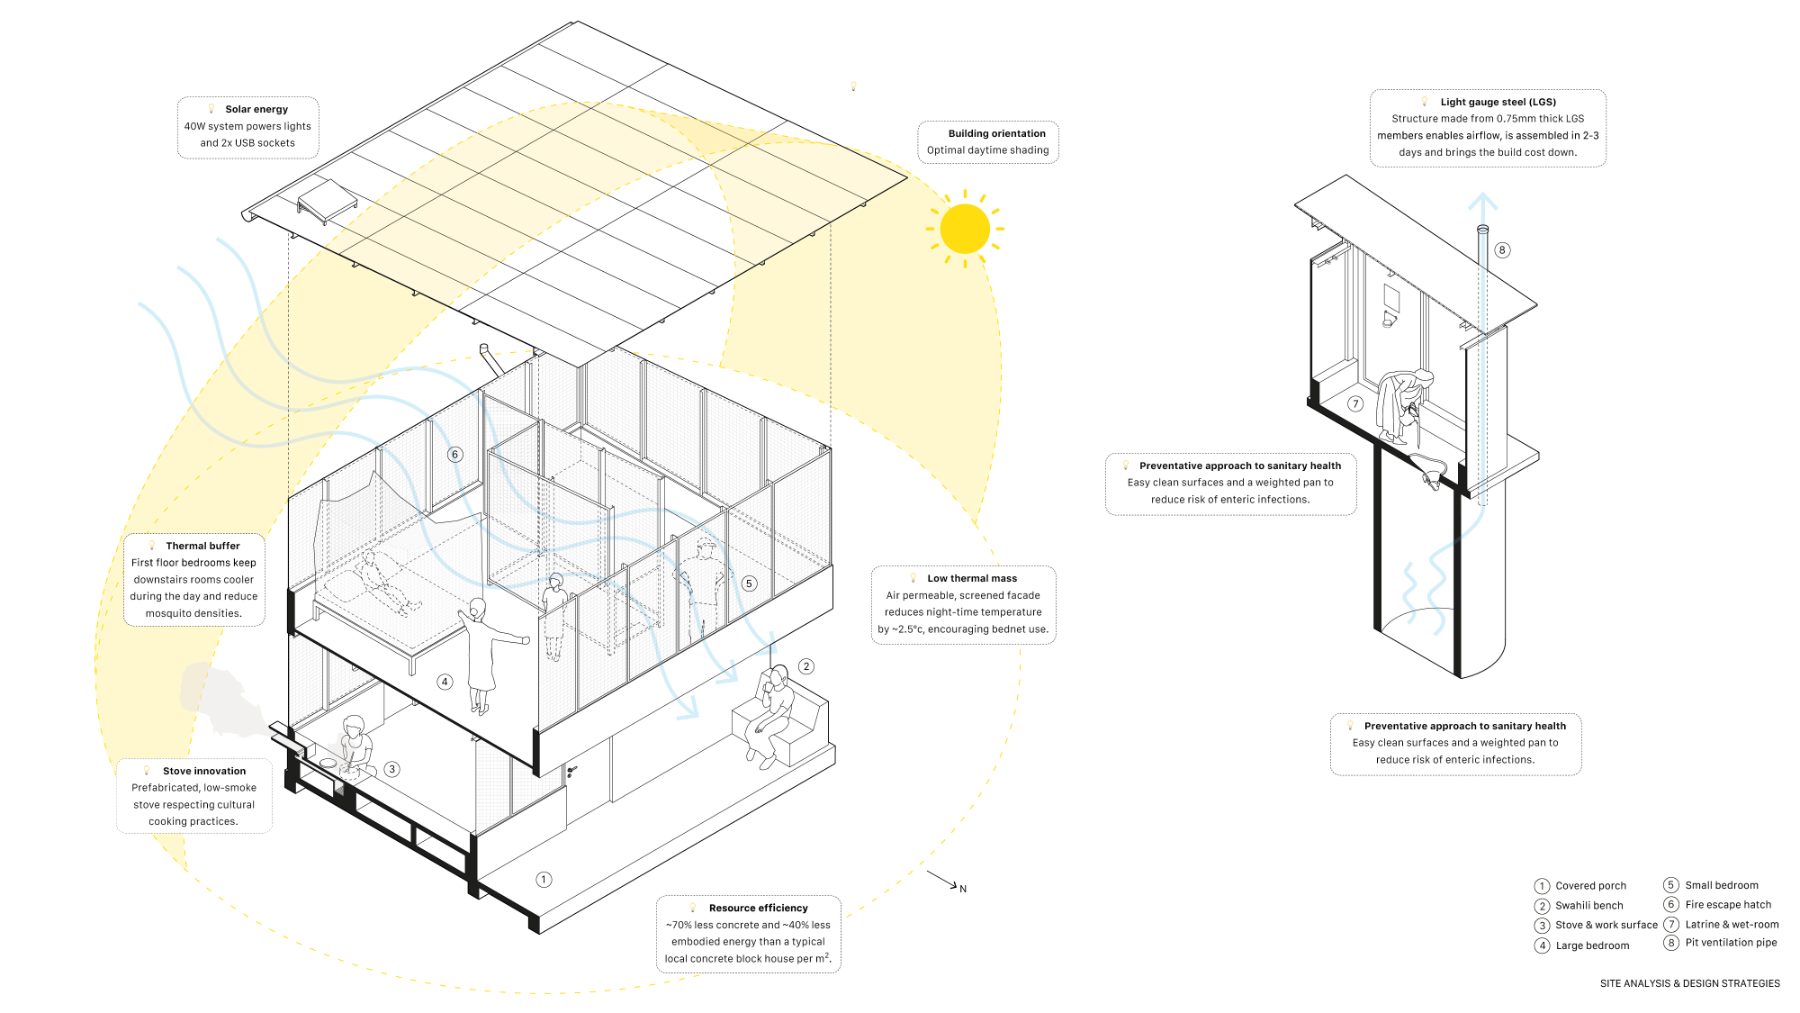 Solar energy
40W system powers lights
and 2x USB sockets
Building orientation
Optimal daytime shading
Light gauge steel (LGS)
Structure made from 0.75mm thick LGS
members enables airflow, is assembled in 2-3
days and brings the build cost down.
8
6
7
Preventative approach to sanitary health
Easy clean surfaces and a weighted pan to
reduce risk of enteric infections.
Thermal buffer
First floor bedrooms keep
downstairs rooms cooler
during the day and reduce
mosquito densities.
5
Low thermal mass
Air permeable, screened facade
reduces night-time temperature
by ~2.5°c, encouraging bednet use.
4
2
Preventative approach to sanitary health
Easy clean surfaces and a weighted pan to
reduce risk of enteric infections.
Stove innovation
Prefabricated, low-smoke
stove respecting cultural
cooking practices.
3
1
N
Resource efficiency
~70% less concrete and ~40% less
embodied energy than a typical
local concrete block house per m².
1 Covered porch
2 Swahili bench
3 Stove & work surface
4 Large bedroom
5 Small bedroom
6 Fire escape hatch
7 Latrine & wet-room
8 Pit ventilation pipe
SITE ANALYSIS & DESIGN STRATEGIES